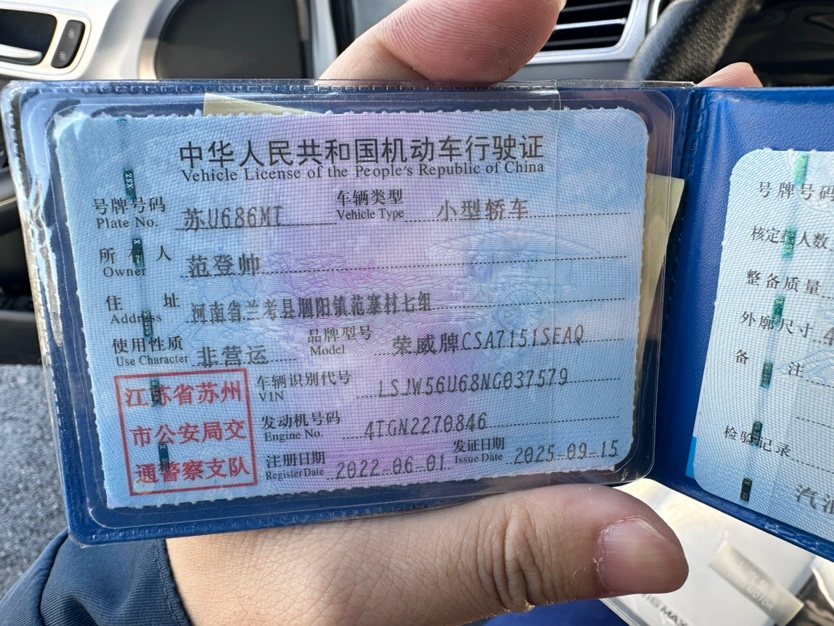 中华人民共和国机动车行驶证
Vehicle License of the People's Republic of China
号牌号码 苏U686MT 车辆类型 小型轿车
Plate No. Vehicle Type
所有人 范登帅
Owner
住址 河南省兰考县堌阳镇范寨村七组
Address
使用性质 非营运 品牌型号 荣威牌CSA7151SEAQ
Use Character Model
车辆识别代号 LSJW56U68NG037579
VIN
发动机号码 4TGN2270846
Engine No.
注册日期 2022-06-01 发证日期 2025-09-15
Register Date Issue Date
江苏省苏州
市公安局交
通警察支队
号牌号码
核定载人数
整备质量
外廓尺寸
备注
检验记录